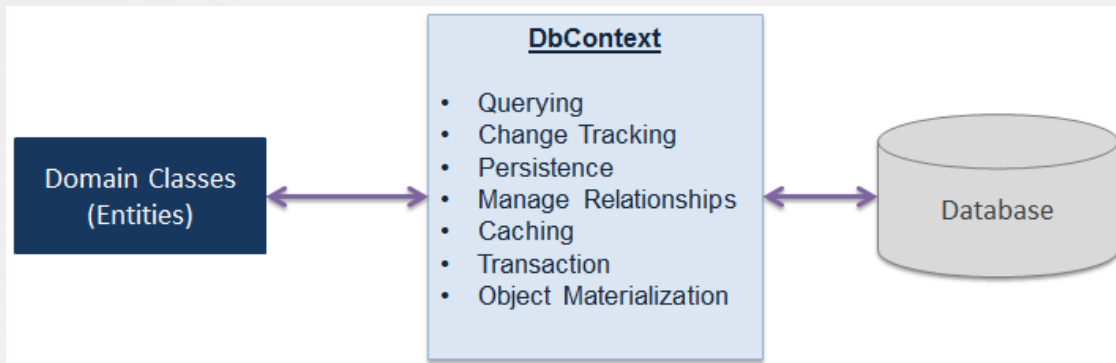 Domain Classes
(Entities)
DbContext
• Querying
• Change Tracking
• Persistence
• Manage Relationships
• Caching
• Transaction
• Object Materialization
Database